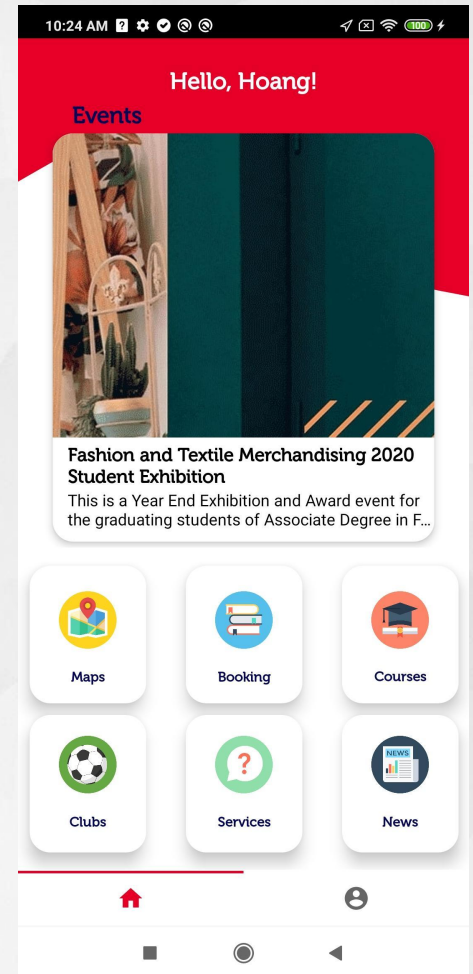 10:24 AM
100
Hello, Hoang!
Events
Fashion and Textile Merchandising 2020
Student Exhibition
This is a Year End Exhibition and Award event for
the graduating students of Associate Degree in F...
Maps
Booking
Courses
?
NEWS
Clubs
Services
News